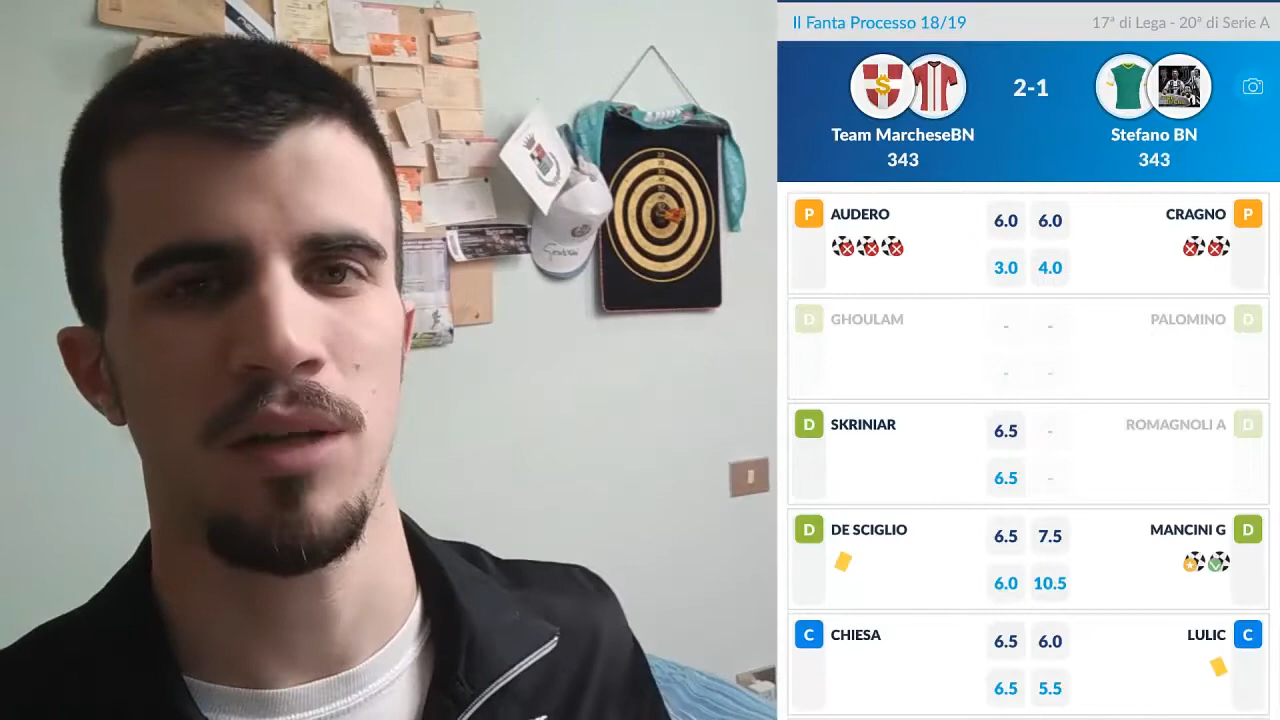 Il Fanta Processo 18/19
17ª di Lega - 20ª di Serie A
2-1
Team MarcheseBN
Stefano BN
343
343
P AUDERO 6.0 6.0 CRAGNO P
3.0 4.0
D GHOULAM - - PALOMINO D
- -
D SKRINIAR 6.5 - ROMAGNOLI A D
6.5 -
D DE SCIGLIO 6.5 7.5 MANCINI G D
6.0 10.5
C CHIESA 6.5 6.0 LULIC C
6.5 5.5